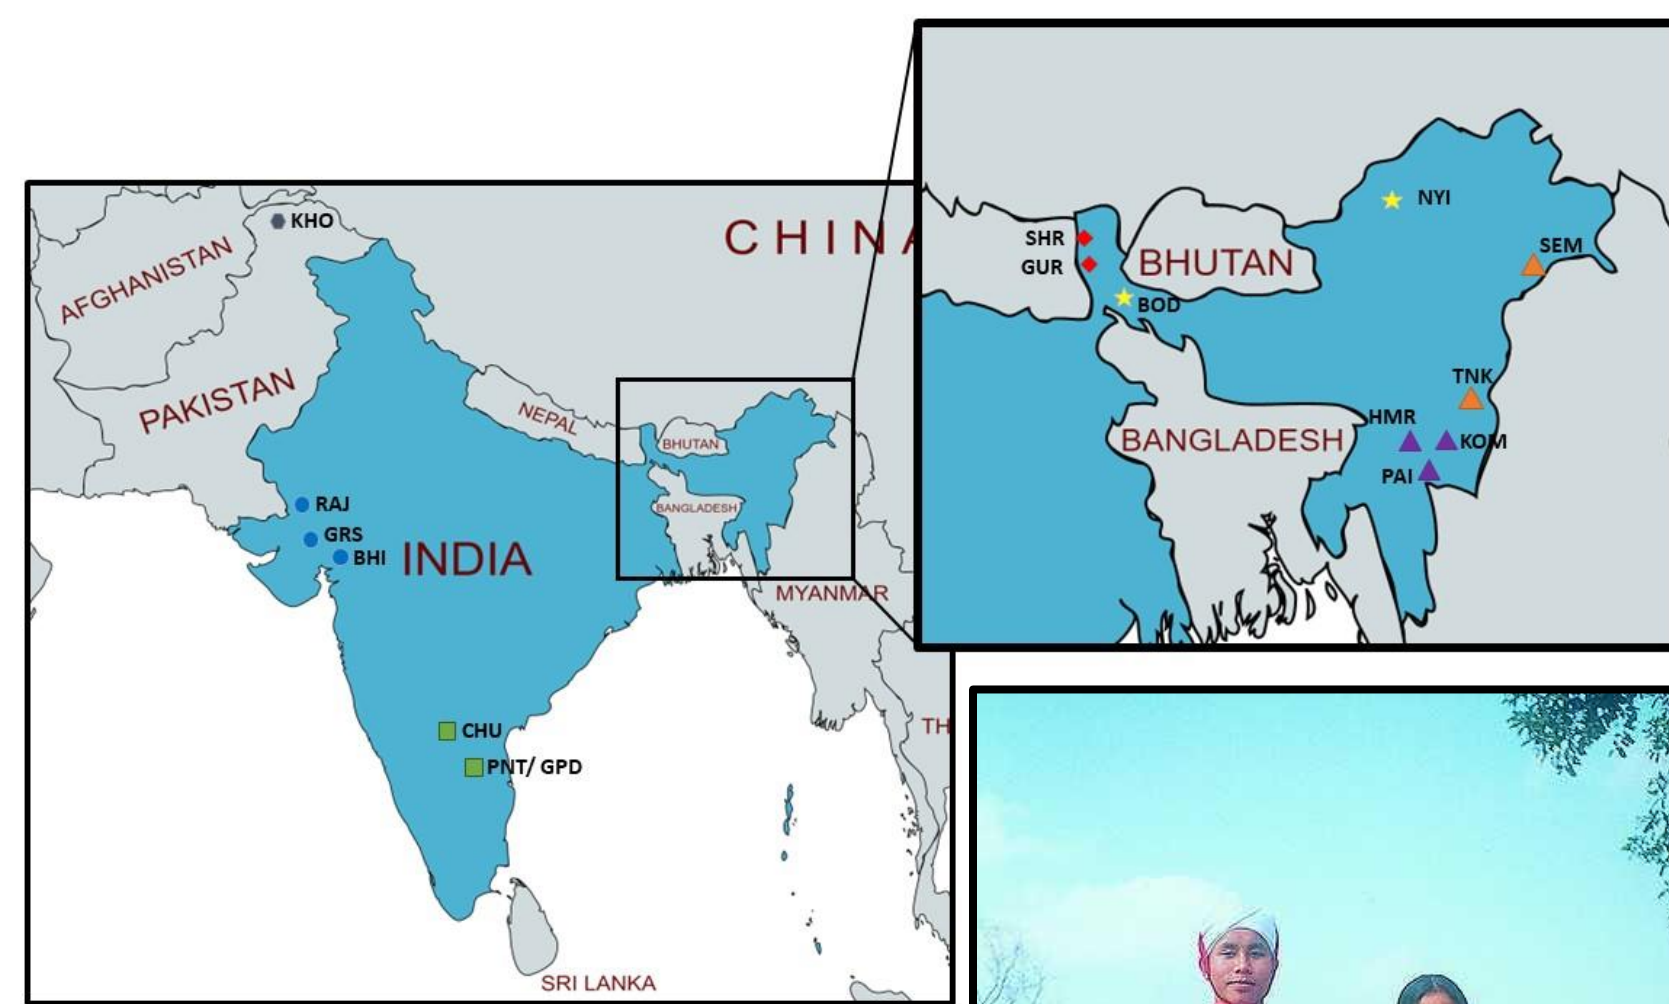 KHO
CHINA
AFGHANISTAN
PAKISTAN
NEPAL
BHUTAN
BANGLADESH
RAJ
GRS
BHI
INDIA
MYANMAR
CHU
PNT/ GPD
TH
SRI LANKA
NYI
SHR
SEM
GUR
BHUTAN
BOD
TNK
HMR
BANGLADESH
KOM
PAI